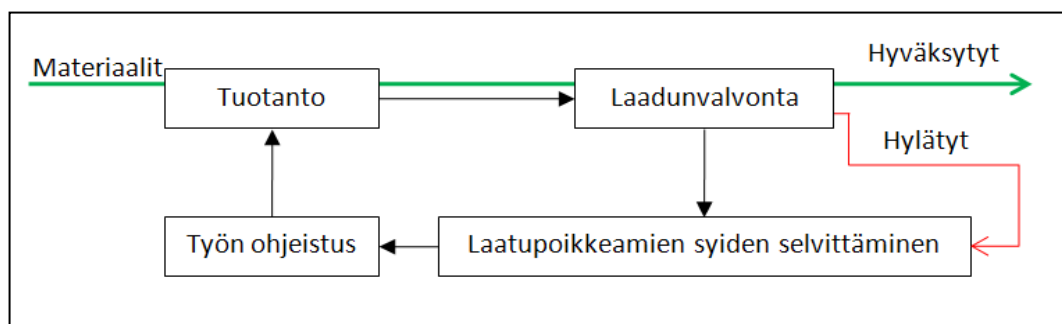 Materiaalit
Tuotanto
Laadunvalvonta
Hyväksytyt
Hylätyt
Työn ohjeistus
Laatupoikkeamien syiden selvittäminen